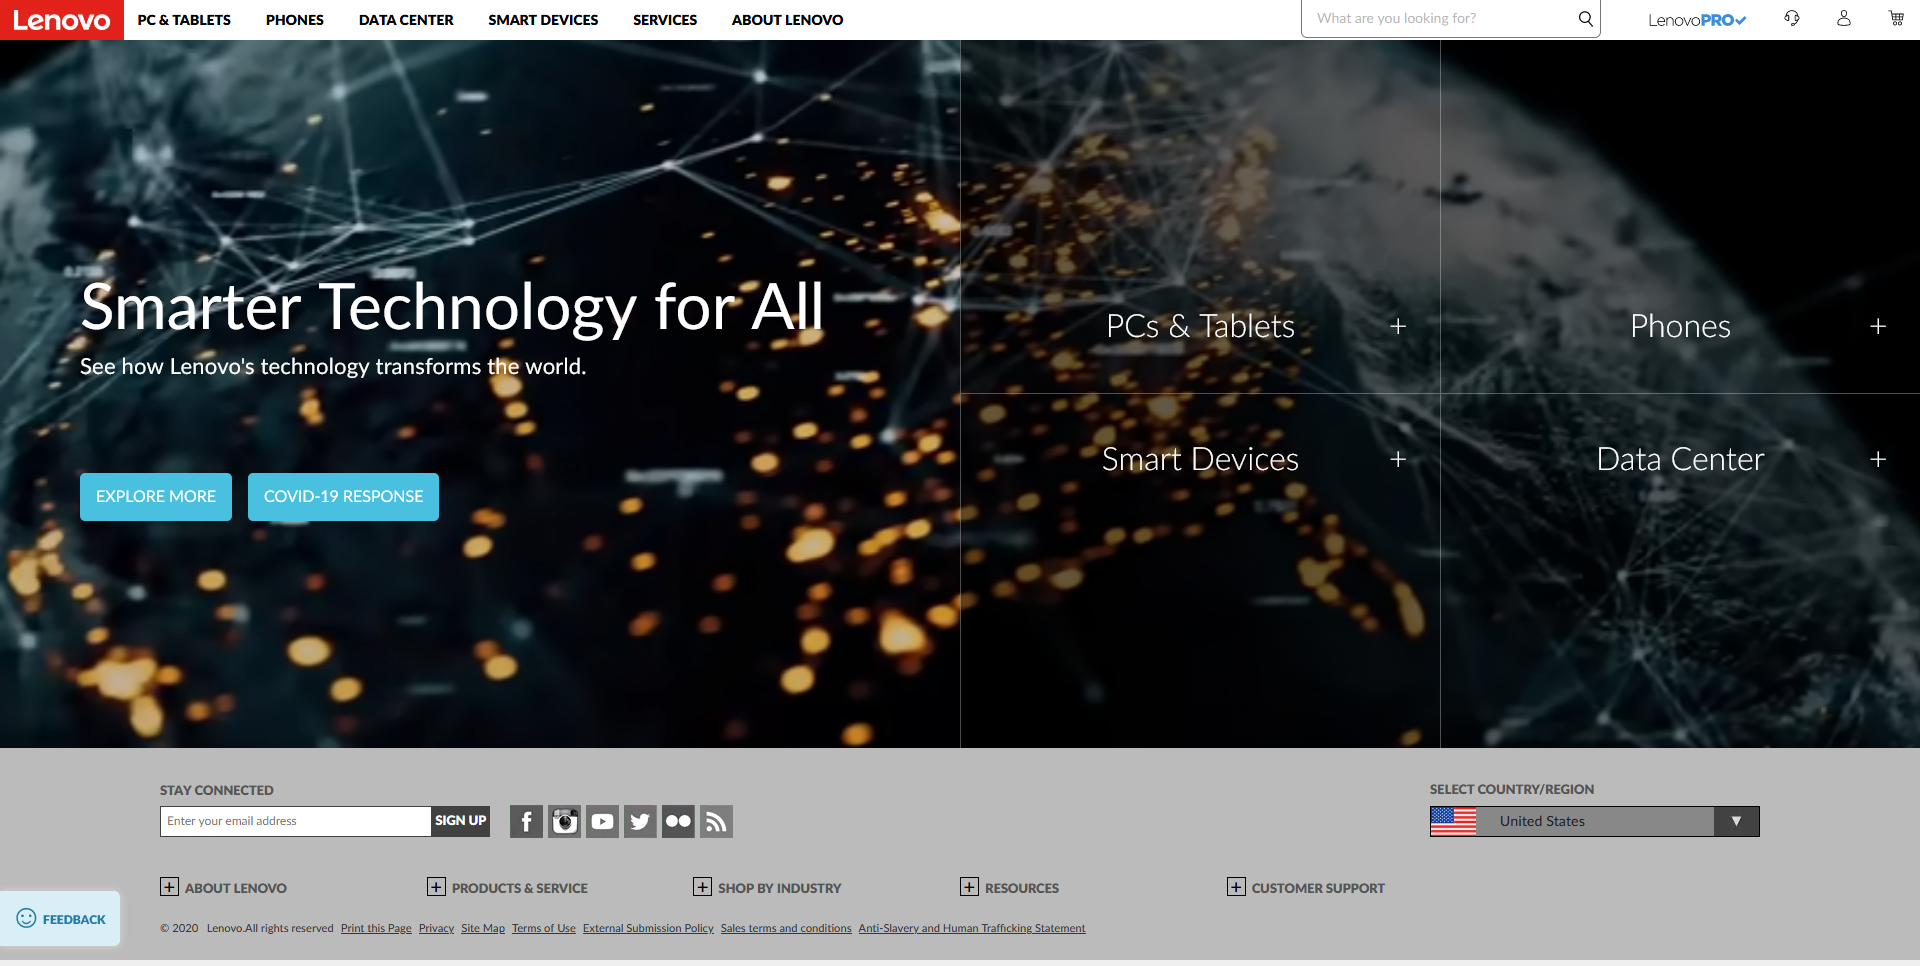 Lenovo PC & TABLETS PHONES DATA CENTER SMART DEVICES SERVICES ABOUT LENOVO What are you looking for? LenovoPRO
Smarter Technology for All
See how Lenovo's technology transforms the world.
EXPLORE MORE COVID-19 RESPONSE
PCs & Tablets +
Phones +
Smart Devices +
Data Center +
STAY CONNECTED
Enter your email address SIGN UP
SELECT COUNTRY/REGION
United States ▼
+ ABOUT LENOVO + PRODUCTS & SERVICE + SHOP BY INDUSTRY + RESOURCES + CUSTOMER SUPPORT
FEEDBACK
© 2020 Lenovo.All rights reserved Print this Page Privacy Site Map Terms of Use External Submission Policy Sales terms and conditions Anti-Slavery and Human Trafficking Statement